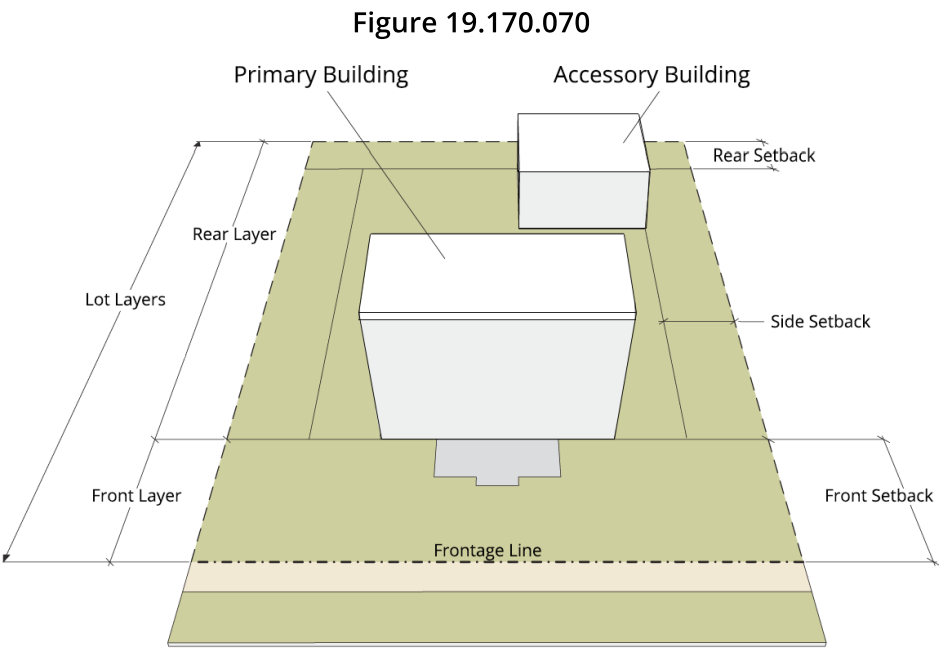 Figure 19.170.070
Primary Building
Accessory Building
Rear Setback
Rear Layer
Lot Layers
Side Setback
Front Layer
Front Setback
Frontage Line